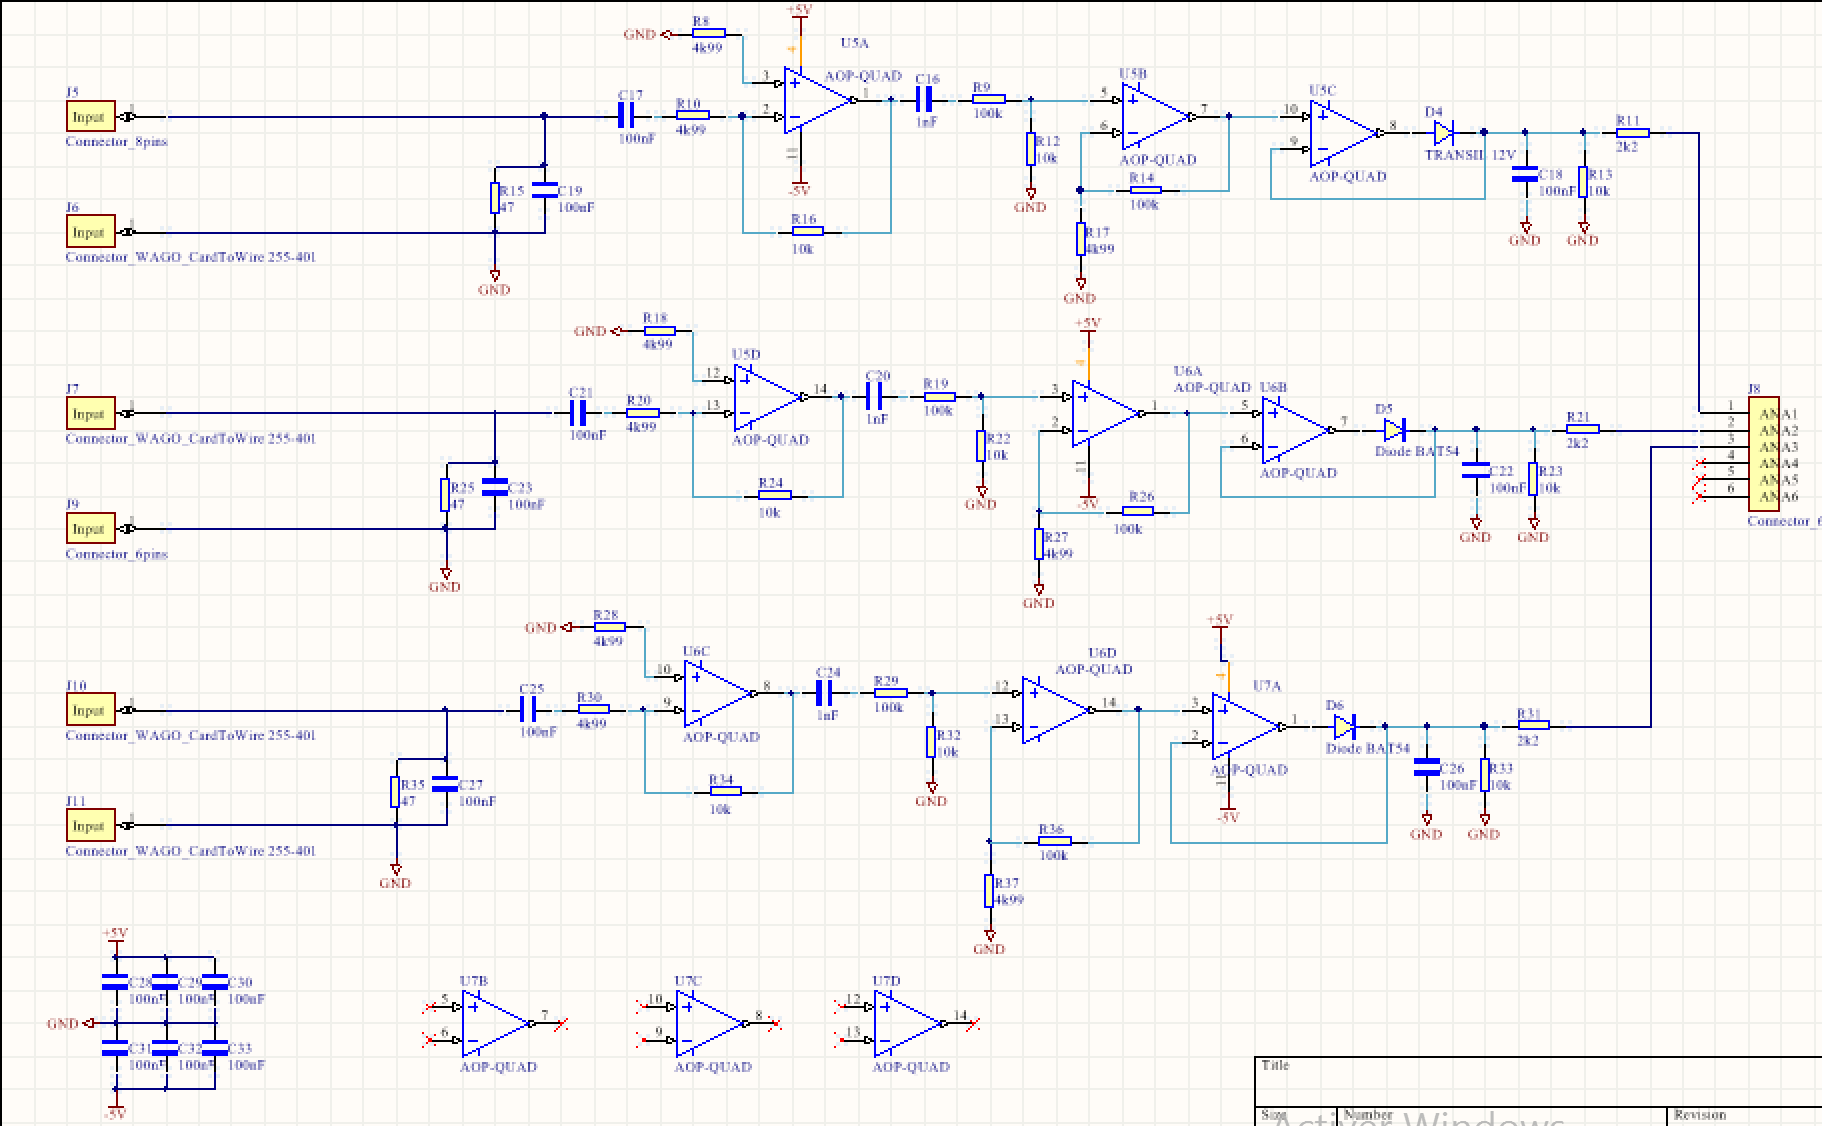 +5V
R8
GND
4k99
U5A
4
AOP-QUAD
3
1
2
11
-5V
J5
Input
1
Connector_8pins
C17
100nF
R10
4k99
C16
1nF
R9
100k
R12
10k
GND
U5B
5
7
6
AOP-QUAD
R14
100k
R17
4k99
GND
U5C
10
8
9
AOP-QUAD
D4
TRANSIL 12V
C18
100nF
R13
10k
GND
GND
R11
2k2
R15
47
C19
100nF
R16
10k
J6
Input
1
Connector_WAGO_CardToWire 255-401
GND
R18
GND
4k99
U5D
12
14
13
AOP-QUAD
J7
Input
1
Connector_WAGO_CardToWire 255-401
C21
100nF
R20
4k99
C20
1nF
R19
100k
R22
10k
GND
+5V
4
U6A
AOP-QUAD
3
1
2
11
-5V
U6B
5
7
6
AOP-QUAD
D5
Diode BAT54
C22
100nF
R23
10k
GND
GND
R21
2k2
J8
1
ANA1
2
ANA2
3
ANA3
4
ANA4
5
ANA5
6
ANA6
Connector_6
R25
47
C23
100nF
R24
10k
R26
100k
R27
4k99
GND
J9
Input
1
Connector_6pins
GND
R28
GND
4k99
U6C
10
8
9
AOP-QUAD
J10
Input
1
Connector_WAGO_CardToWire 255-401
C25
100nF
R30
4k99
C24
1nF
R29
100k
R32
10k
GND
U6D
AOP-QUAD
12
14
13
+5V
4
U7A
3
1
2
AOP-QUAD
11
-5V
D6
Diode BAT54
C26
100nF
R33
10k
GND
GND
R31
2k2
R35
47
C27
100nF
R34
10k
R36
100k
R37
4k99
GND
J11
Input
1
Connector_WAGO_CardToWire 255-401
GND
+5V
C28
100nF
C29
100nF
C30
100nF
GND
C31
100nF
C32
100nF
C33
100nF
-5V
U7B
5
7
6
AOP-QUAD
U7C
10
8
9
AOP-QUAD
U7D
12
14
13
AOP-QUAD
Title
Size
Number
Revision
Activer Windows